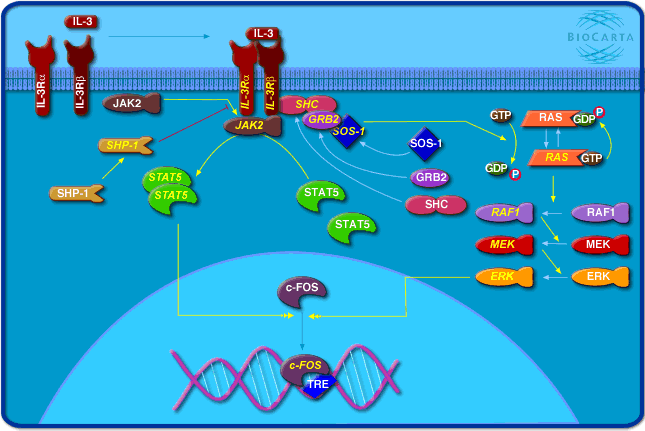 IL-3
IL-3
BIOCARTA
IL-3Rα
IL-3Rβ
IL-3Rα
IL-3Rβ
JAK2
SHC
GRB2
SOS-1
JAK2
SHP-1
SHP-1
STAT5
STAT5
STAT5
STAT5
SOS-1
GRB2
SHC
GTP
GDP
P
RAS
GDP
P
RAS
GTP
RAF1
RAF1
MEK
MEK
ERK
ERK
c-FOS
c-FOS
TRE